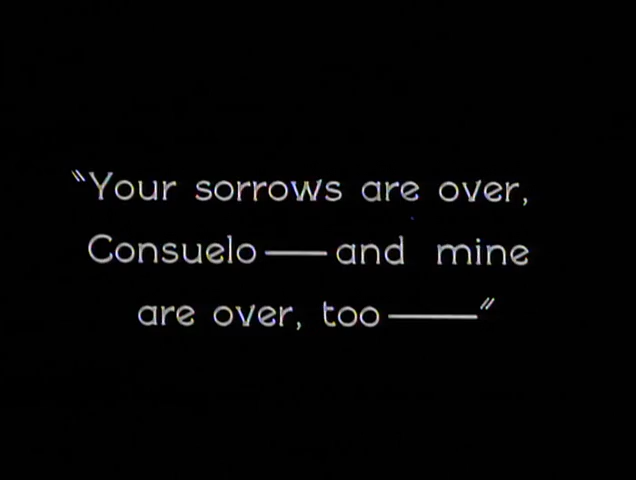 "Your sorrows are over,
Consuelo — and mine
are over, too —"